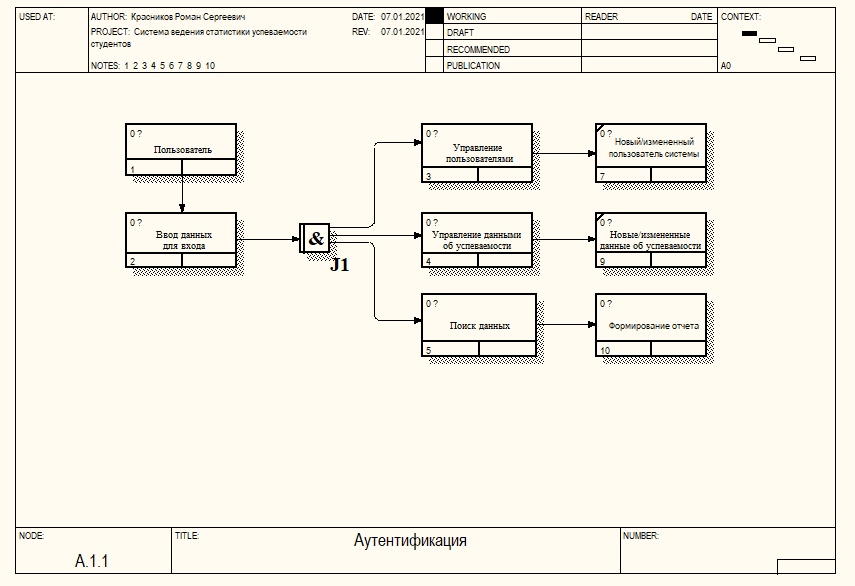 USED AT:
AUTHOR: Красников Роман Сергеевич
DATE: 07.01.2021
PROJECT: Система ведения статистики успеваемости
студентов
REV: 07.01.2021
NOTES: 1 2 3 4 5 6 7 8 9 10
WORKING
DRAFT
RECOMMENDED
PUBLICATION
READER DATE
CONTEXT:
A0
0 ?
Пользователь
1
0 ?
Ввод данных
для входа
2
&
J1
0 ?
Управление
пользователями
3
0 ?
Управление данными
об успеваемости
4
0 ?
Поиск данных
5
0 ?
Новый/измененный
пользователь системы
7
0 ?
Новые/измененные
данные об успеваемости
9
0 ?
Формирование отчета
10
NODE:
A.1.1
TITLE:
Аутентификация
NUMBER: